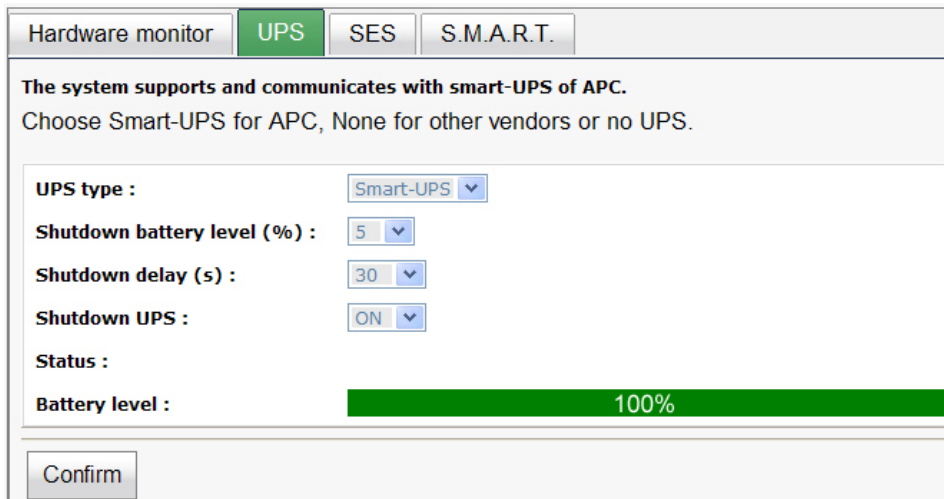 Hardware monitor UPS SES S.M.A.R.T.
The system supports and communicates with smart-UPS of APC.
Choose Smart-UPS for APC, None for other vendors or no UPS.
UPS type : Smart-UPS
Shutdown battery level (%) : 5
Shutdown delay (s) : 30
Shutdown UPS : ON
Status :
Battery level : 100%
Confirm